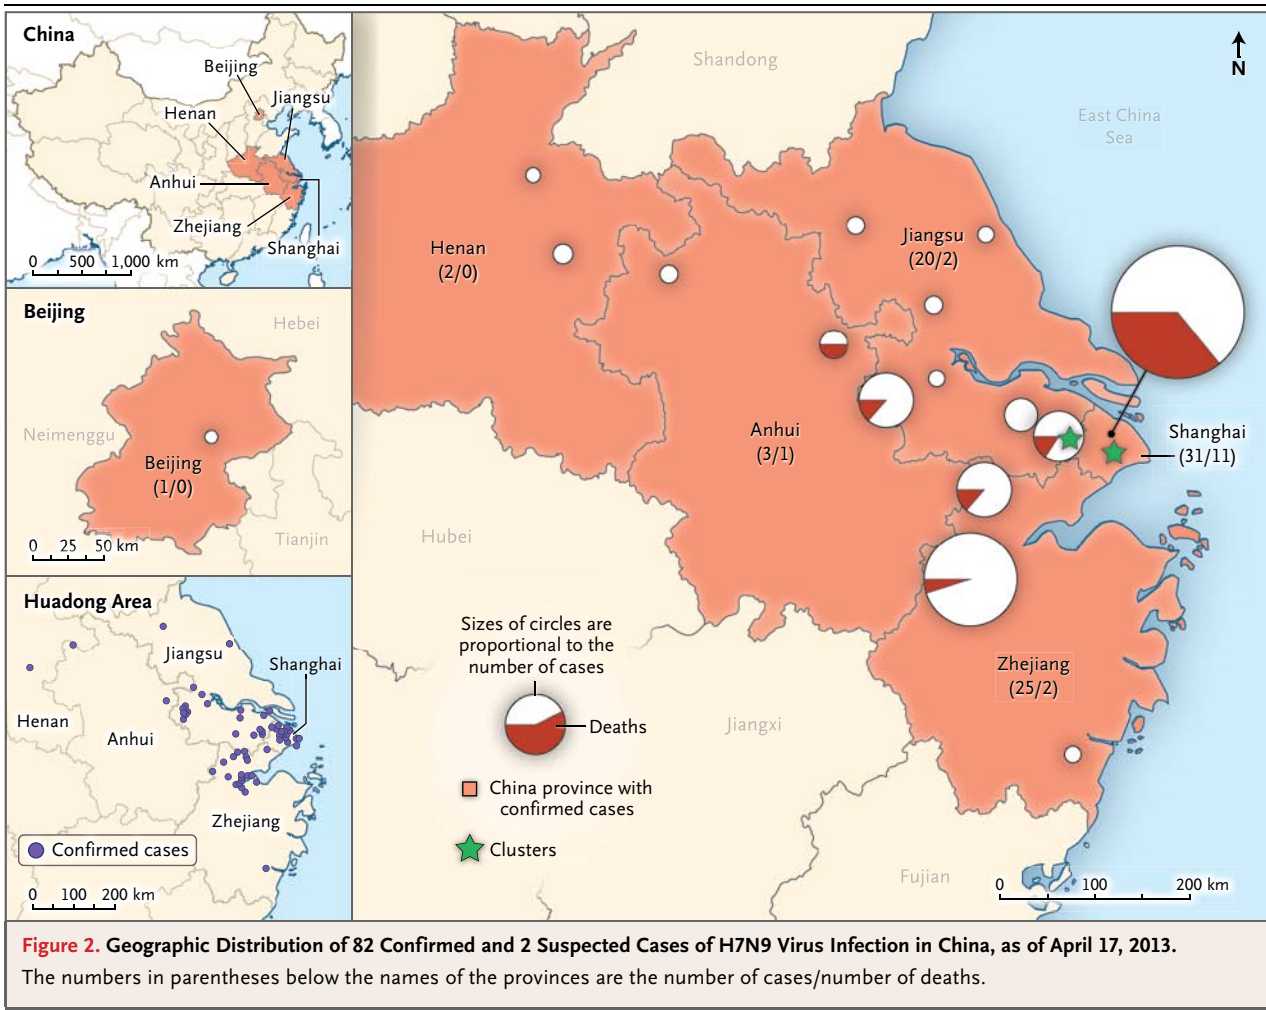 China
Beijing
Jiangsu
Henan
Anhui
Zhejiang
Shanghai
0 500 1,000 km
Beijing
Hebei
Neimenggu
Beijing
(1/0)
Tianjin
0 25 50 km
Huadong Area
Jiangsu
Shanghai
Henan
Anhui
Zhejiang
Confirmed cases
0 100 200 km
Shandong
N
East China
Sea
Henan
(2/0)
Jiangsu
(20/2)
Anhui
(3/1)
Shanghai
(31/11)
Hubei
Sizes of circles are
proportional to the
number of cases
Deaths
Zhejiang
(25/2)
Jiangxi
China province with
confirmed cases
Clusters
Fujian
0 100 200 km
Figure 2. Geographic Distribution of 82 Confirmed and 2 Suspected Cases of H7N9 Virus Infection in China, as of April 17, 2013.
The numbers in parentheses below the names of the provinces are the number of cases/number of deaths.